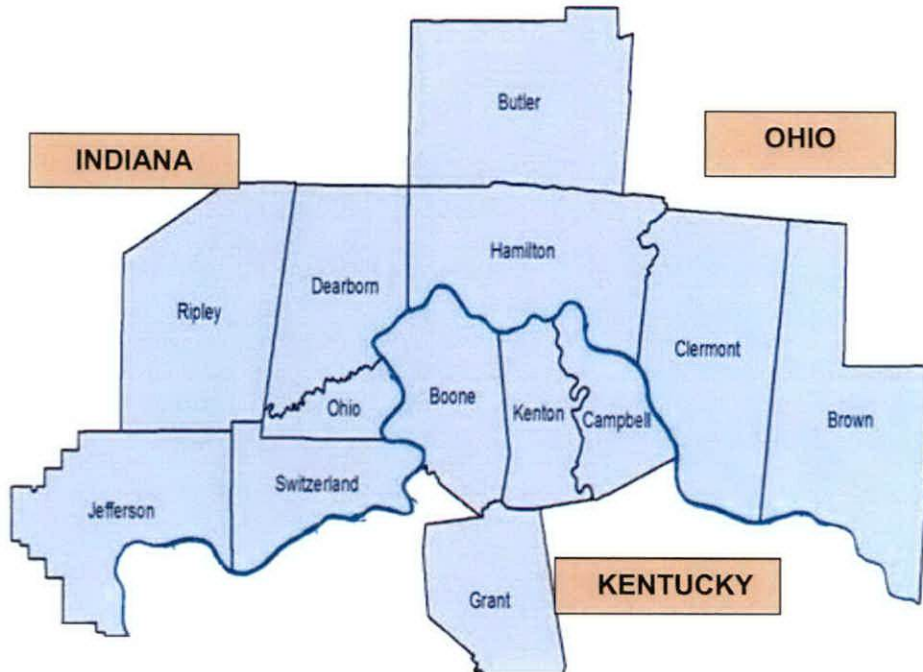 Butler
INDIANA
OHIO
Hamilton
Dearborn
Ripley
Clermont
Boone
Ohio
Kenton
Campbell
Brown
Switzerland
Jefferson
KENTUCKY
Grant